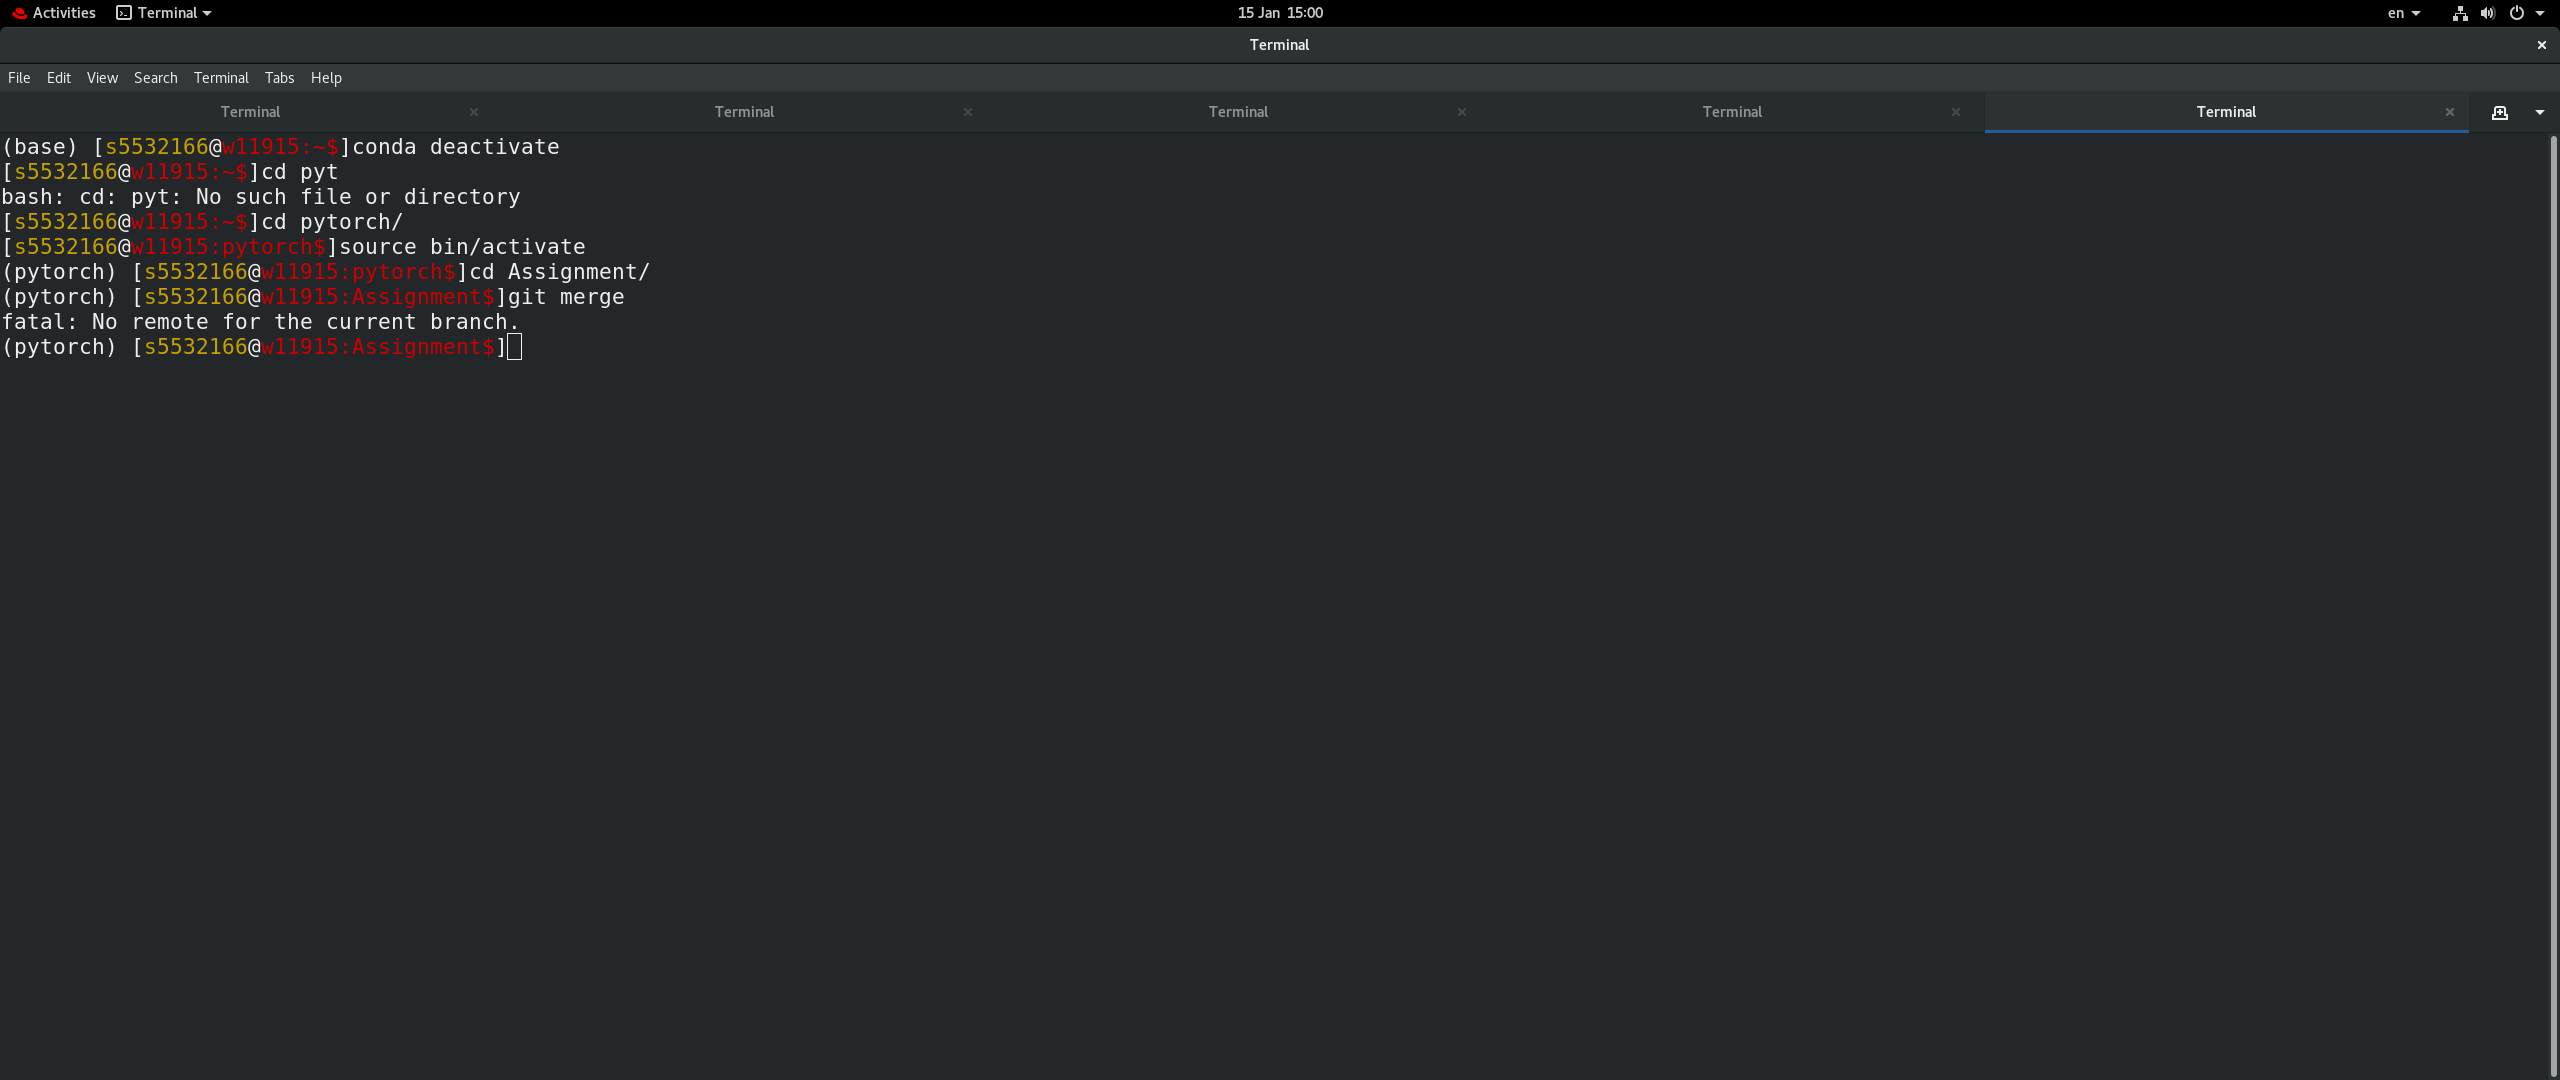 Activities Terminal 15 Jan 15:00 en
Terminal
File Edit View Search Terminal Tabs Help
Terminal Terminal Terminal Terminal Terminal
(base) [s5532166@w11915:~$]conda deactivate
[s5532166@w11915:~$]cd pyt
bash: cd: pyt: No such file or directory
[s5532166@w11915:~$]cd pytorch/
[s5532166@w11915:pytorch$]source bin/activate
(pytorch) [s5532166@w11915:pytorch$]cd Assignment/
(pytorch) [s5532166@w11915:Assignment$]git merge
fatal: No remote for the current branch.
(pytorch) [s5532166@w11915:Assignment$]